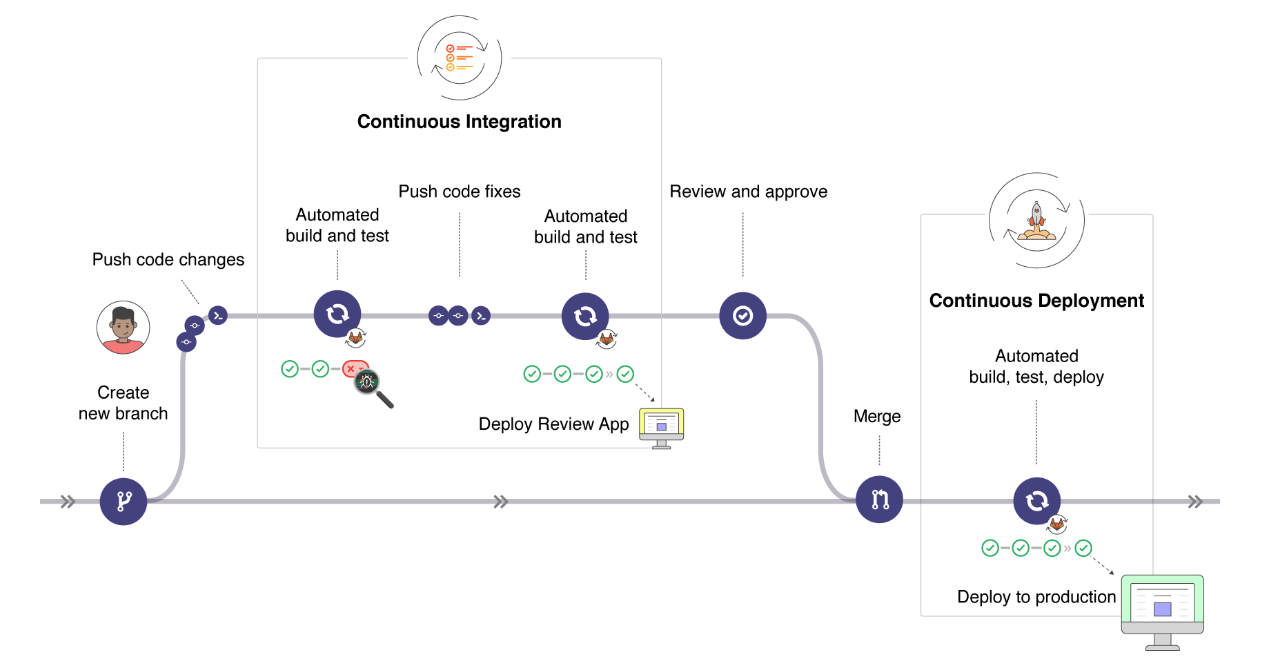 Continuous Integration
Push code fixes
Review and approve
Automated
build and test
Automated
build and test
Push code changes
Continuous Deployment
Automated
build, test, deploy
Create
new branch
Deploy Review App
Merge
Deploy to production